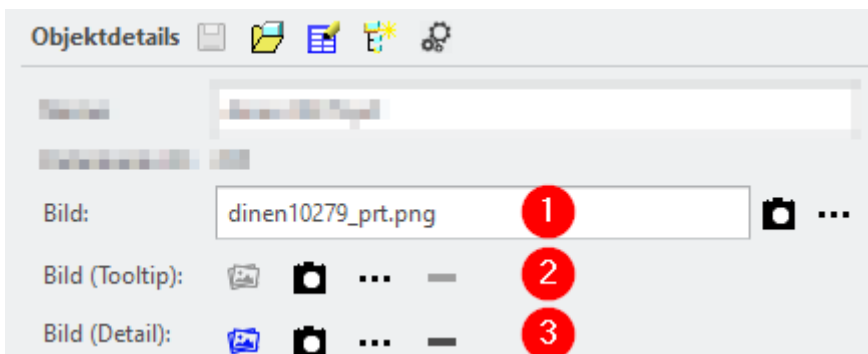 Objektdetails
Bild: dinen10279_prt.png 1
Bild (Tooltip): 2
Bild (Detail): 3